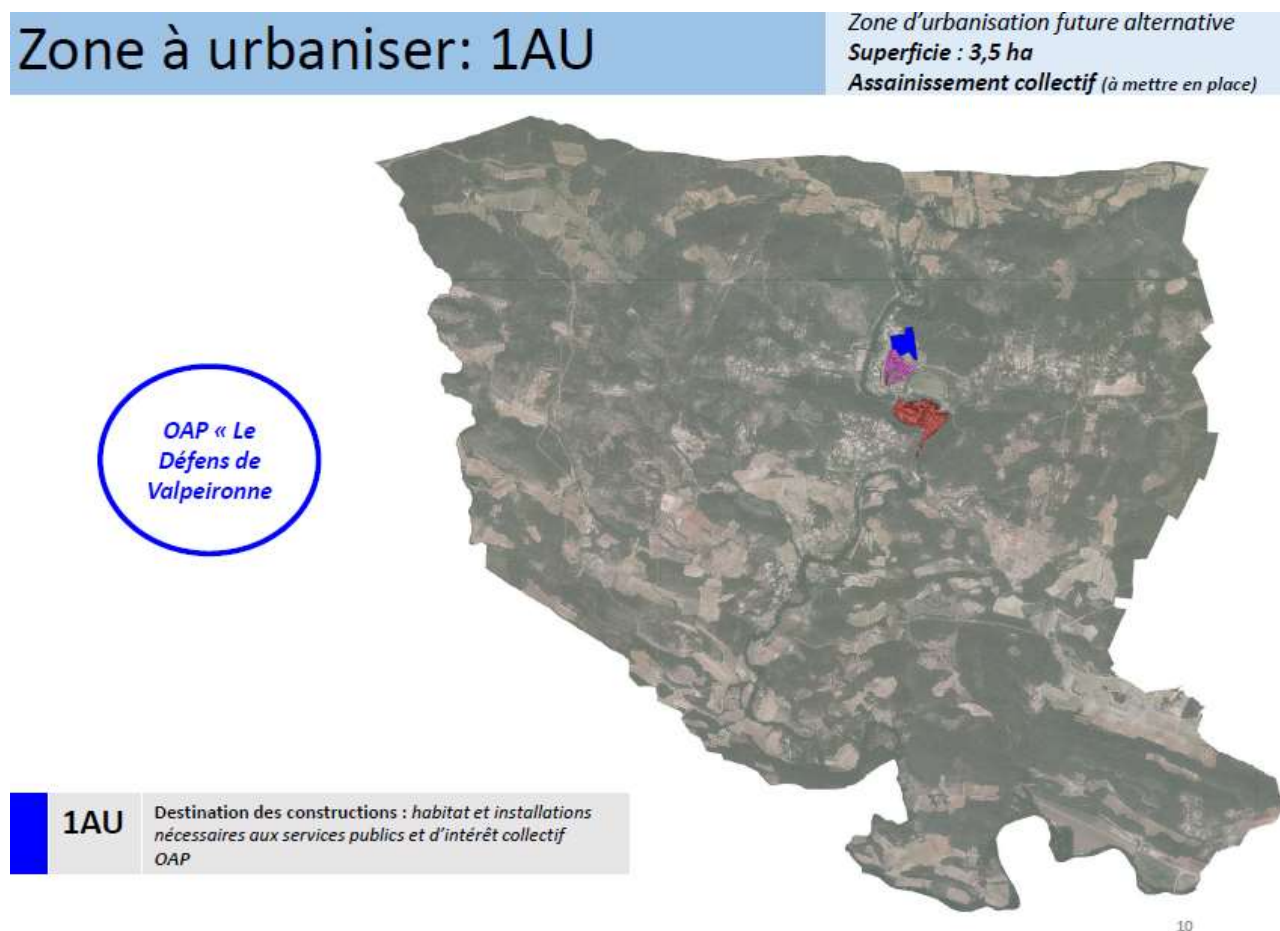 Zone à urbaniser: 1AU
Zone d'urbanisation future alternative
Superficie : 3,5 ha
Assainissement collectif (à mettre en place)
OAP « Le
Défens de
Valpeironne
1AU
Destination des constructions : habitat et installations
nécessaires aux services publics et d'intérêt collectif
OAP
10